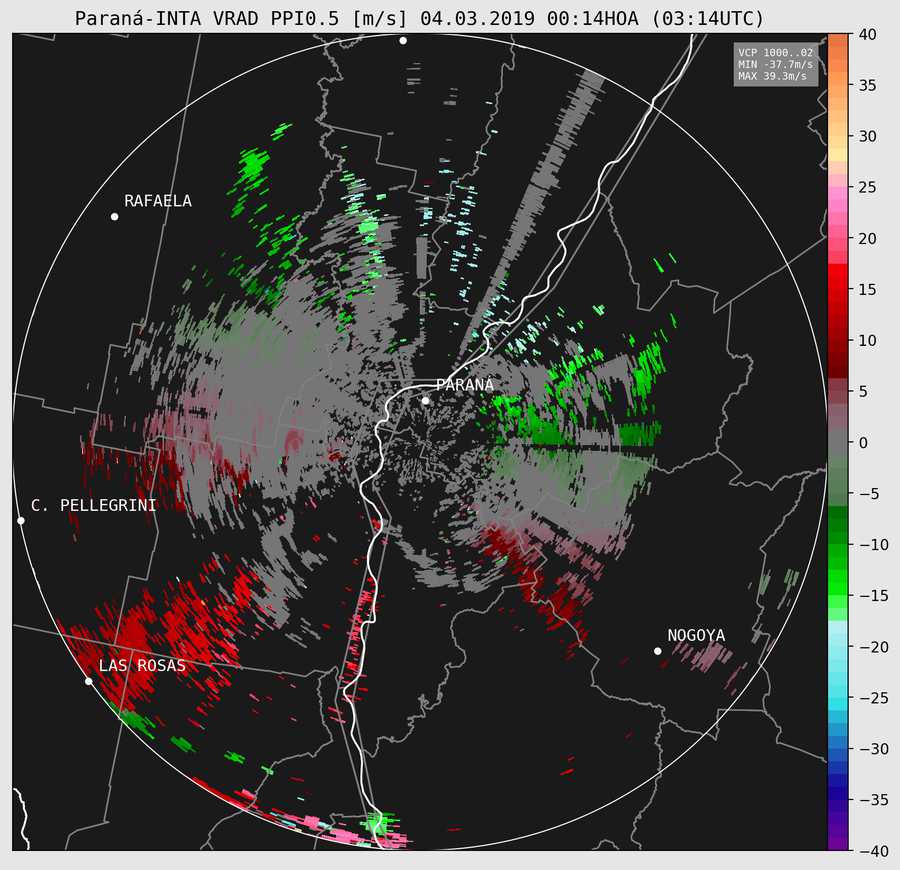 Paraná-INTA VRAD PPI0.5 [m/s] 04.03.2019 00:14HOA (03:14UTC)
VCP 1000..02
MIN -37.7m/s
MAX 39.3m/s
RAFAELA
PARANÁ
C. PELLEGRINI
NOGOYA
LAS ROSAS
40
35
30
25
20
15
10
5
0
−5
−10
−15
−20
−25
−30
−35
−40